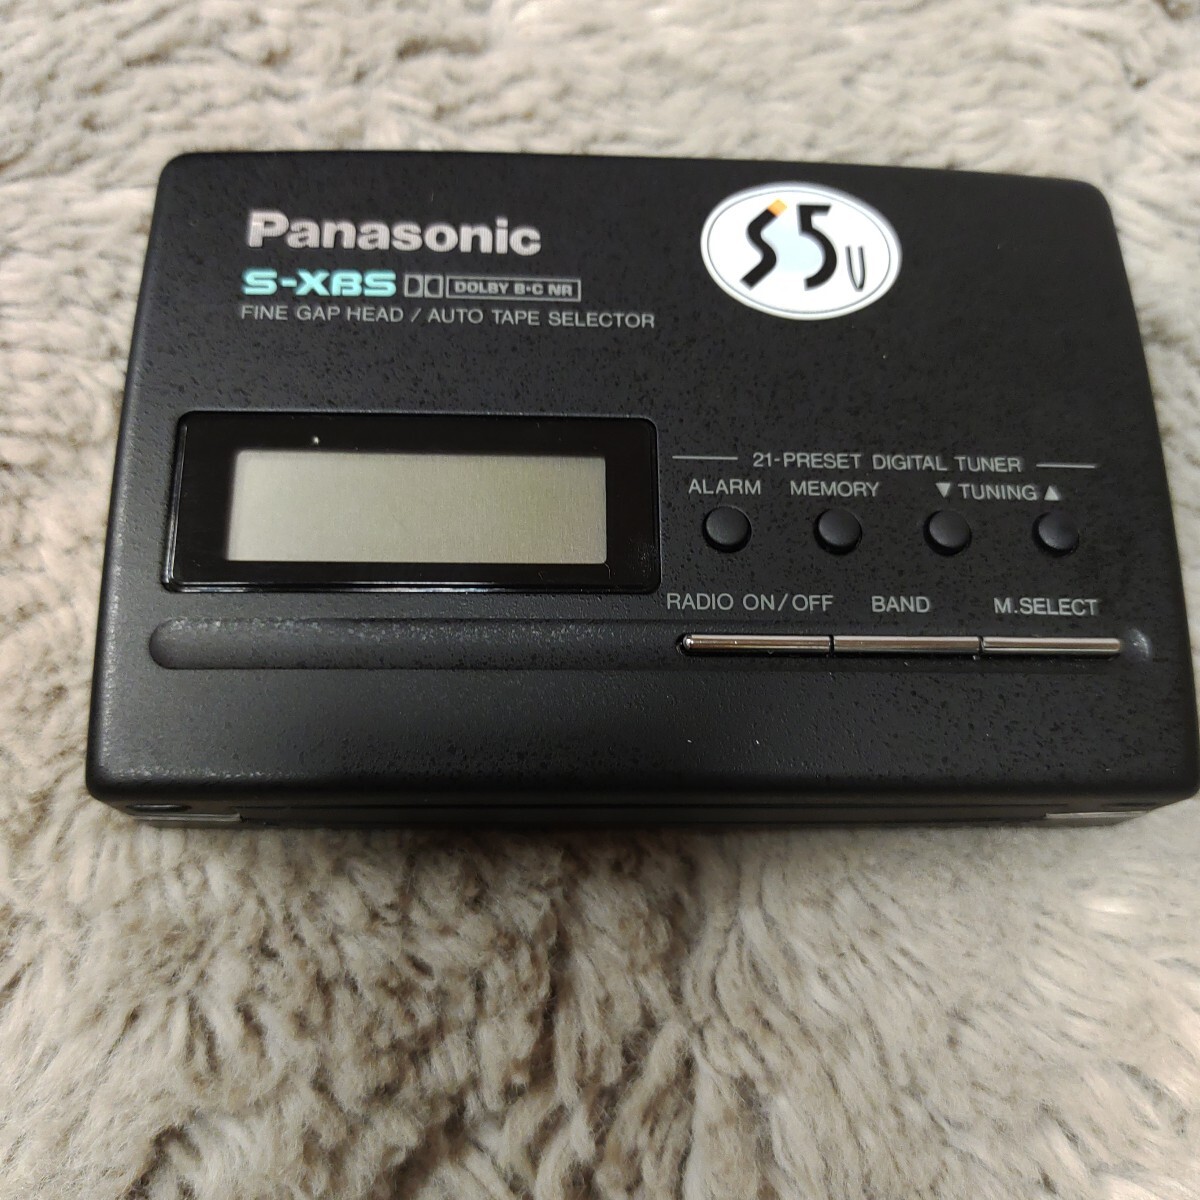 Panasonic
S-XBS DOLBY B·C NR
FINE GAP HEAD / AUTO TAPE SELECTOR
S5U
21-PRESET DIGITAL TUNER
ALARM MEMORY ▼ TUNING ▲
RADIO ON/OFF BAND M.SELECT